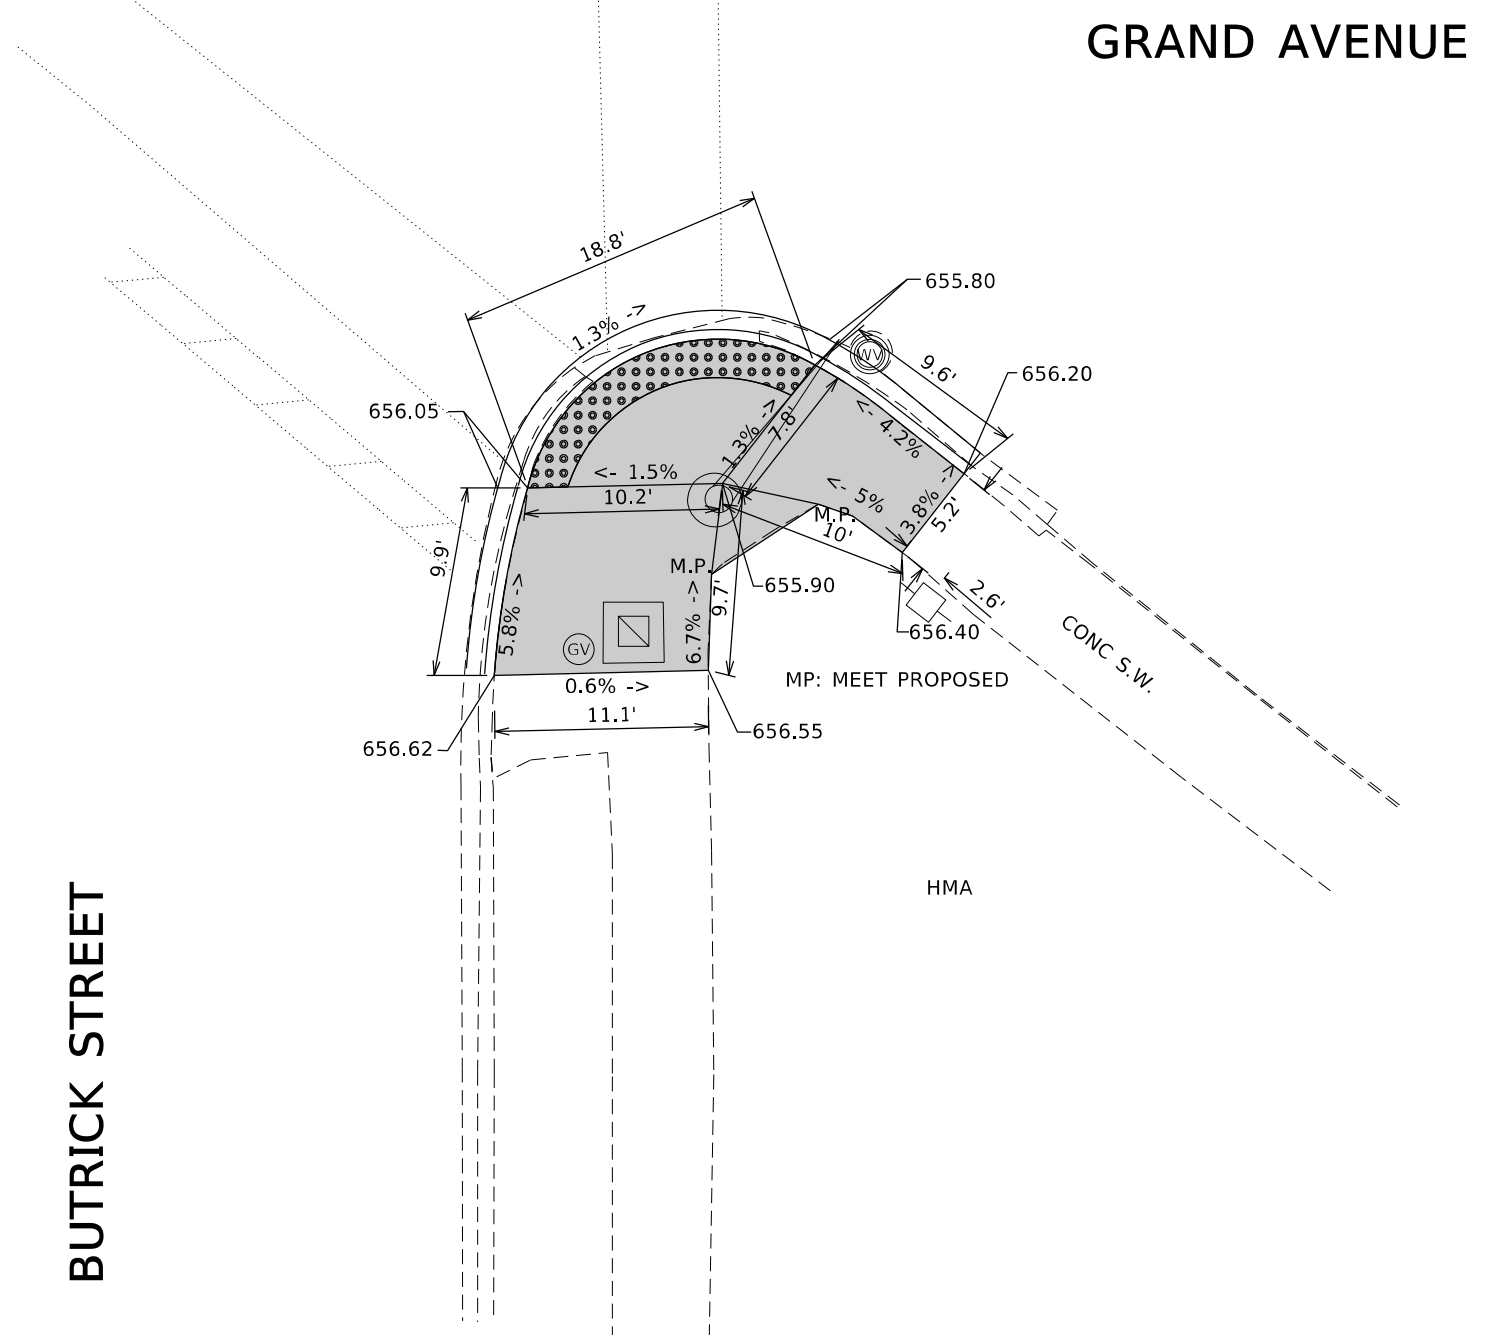 GRAND AVENUE
18.8'
655.80
1.3% ->
WV
9.6'
656.20
656.05
<- 4.2%
7.8'
1.3% ->
<- 1.5%
10.2'
<- 5%
3.8% ->
5.2'
M.P.
10'
9.9'
M.P.
655.90
9.7'
2.6'
5.8% ->
6.7% ->
656.40
CONC S.W.
GV
0.6% ->
MP: MEET PROPOSED
11.1'
656.55
656.62
HMA
BUTRICK STREET